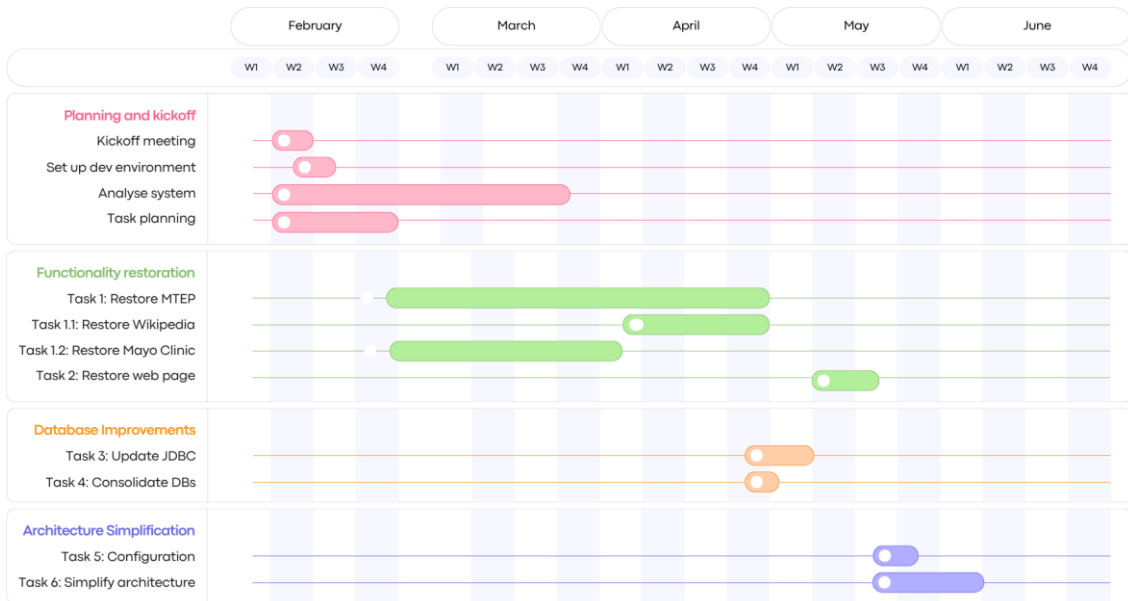 February March April May June
W1 W2 W3 W4 W1 W2 W3 W4 W1 W2 W3 W4 W1 W2 W3 W4 W1 W2 W3 W4
Planning and kickoff
Kickoff meeting
Set up dev environment
Analyse system
Task planning
Functionality restoration
Task 1: Restore MTEP
Task 1.1: Restore Wikipedia
Task 1.2: Restore Mayo Clinic
Task 2: Restore web page
Database Improvements
Task 3: Update JDBC
Task 4: Consolidate DBs
Architecture Simplification
Task 5: Configuration
Task 6: Simplify architecture